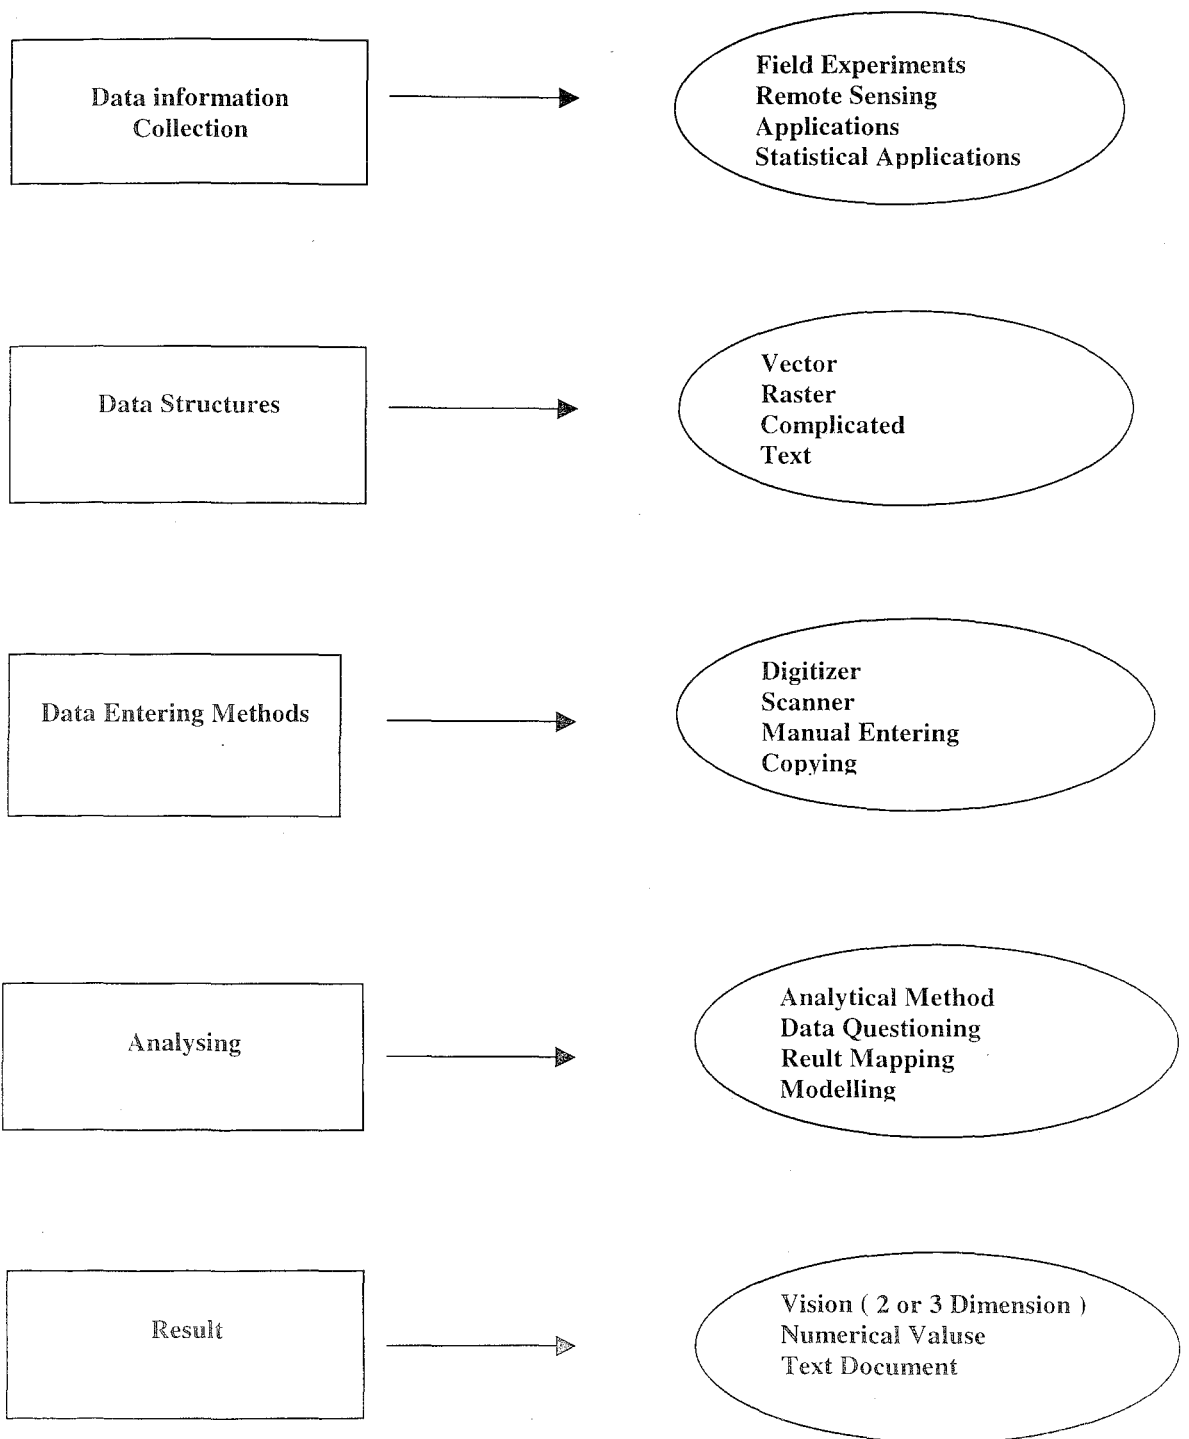 Data information
Collection
Field Experiments
Remote Sensing
Applications
Statistical Applications
Data Structures
Vector
Raster
Complicated
Text
Data Entering Methods
Digitizer
Scanner
Manual Entering
Copying
Analysing
Analytical Method
Data Questioning
Reult Mapping
Modelling
Result
Vision ( 2 or 3 Dimension )
Numerical Valuse
Text Document